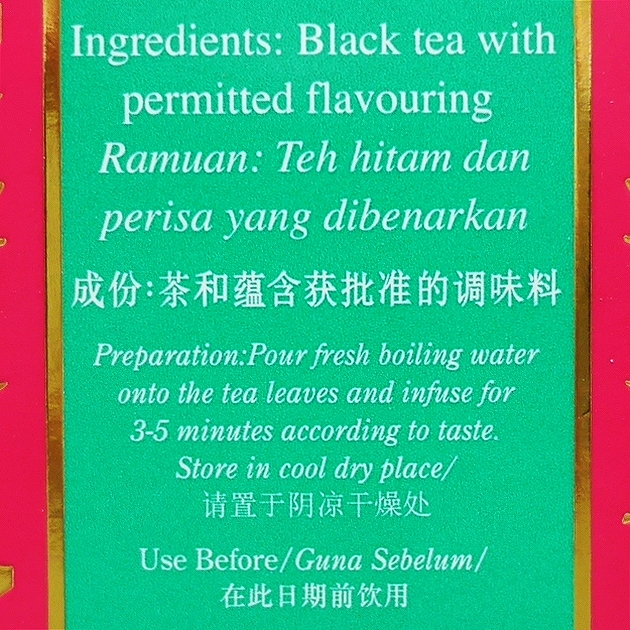 Ingredients: Black tea with
permitted flavouring
Ramuan: Teh hitam dan
perisa yang dibenarkan
成份:茶和蕴含获批准的调味料
Preparation:Pour fresh boiling water
onto the tea leaves and infuse for
3-5 minutes according to taste.
Store in cool dry place/
请置于阴凉干燥处
Use Before/Guna Sebelum/
在此日期前饮用